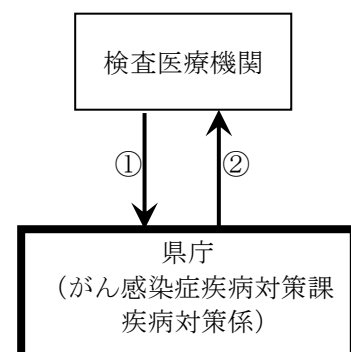 検査医療機関
①
②
県庁
（がん感染症疾病対策課
疾病対策係）